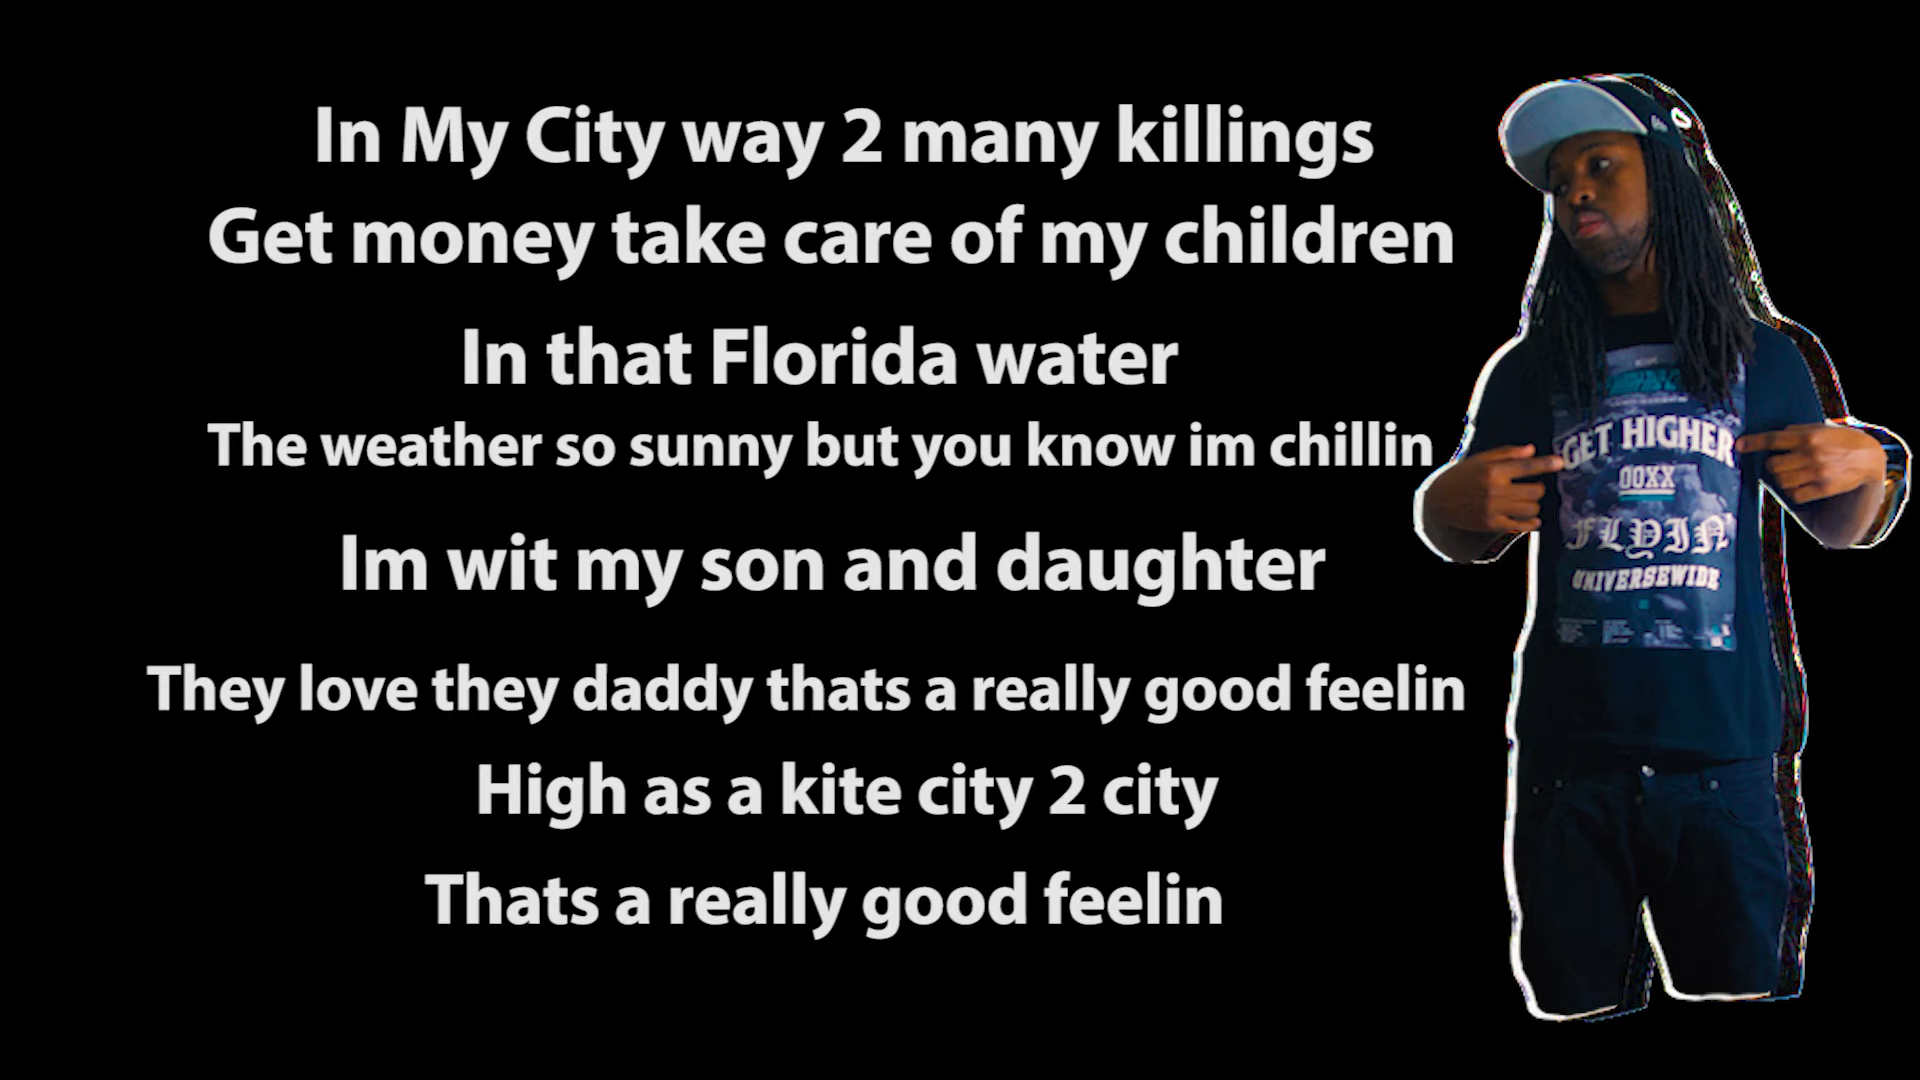 In My City way 2 many killings
Get money take care of my children
In that Florida water
The weather so sunny but you know im chillin
Im wit my son and daughter
They love they daddy thats a really good feelin
High as a kite city 2 city
Thats a really good feelin
GET HIGHER
OOXX
FLYIN'
UNIVERSEWIDE